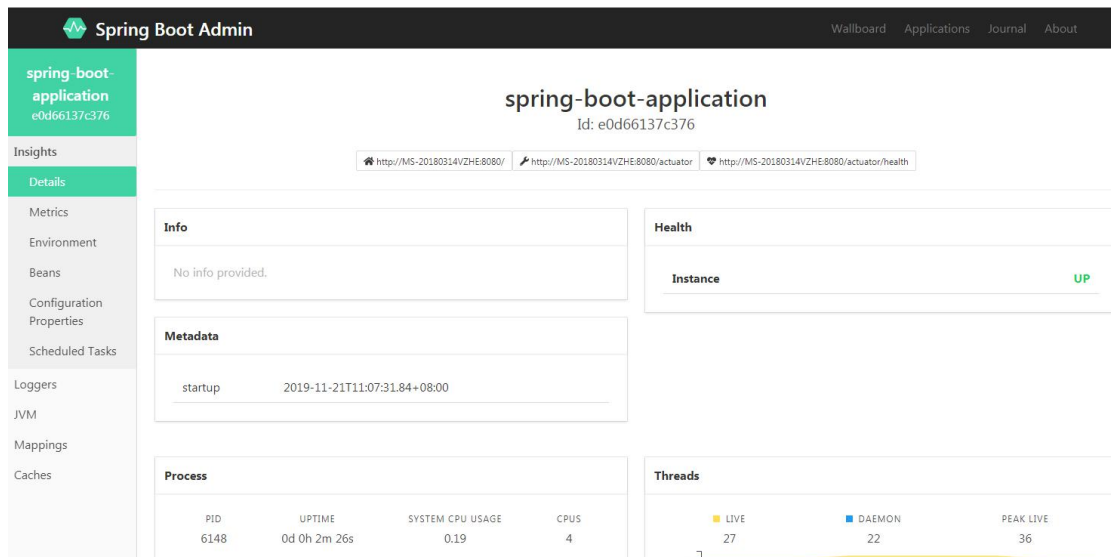 Spring Boot Admin
Wallboard Applications Journal About
spring-boot-
application
e0d66137c376
Insights
Details
Metrics
Environment
Beans
Configuration
Properties
Scheduled Tasks
Loggers
JVM
Mappings
Caches
spring-boot-application
Id: e0d66137c376
http://MS-20180314VZHE:8080/ http://MS-20180314VZHE:8080/actuator http://MS-20180314VZHE:8080/actuator/health
Info
No info provided.
Health
Instance UP
Metadata
startup 2019-11-21T11:07:31.84+08:00
Process
PID UPTIME SYSTEM CPU USAGE CPUS
6148 0d 0h 2m 26s 0.19 4
Threads
LIVE DAEMON PEAK LIVE
27 22 36